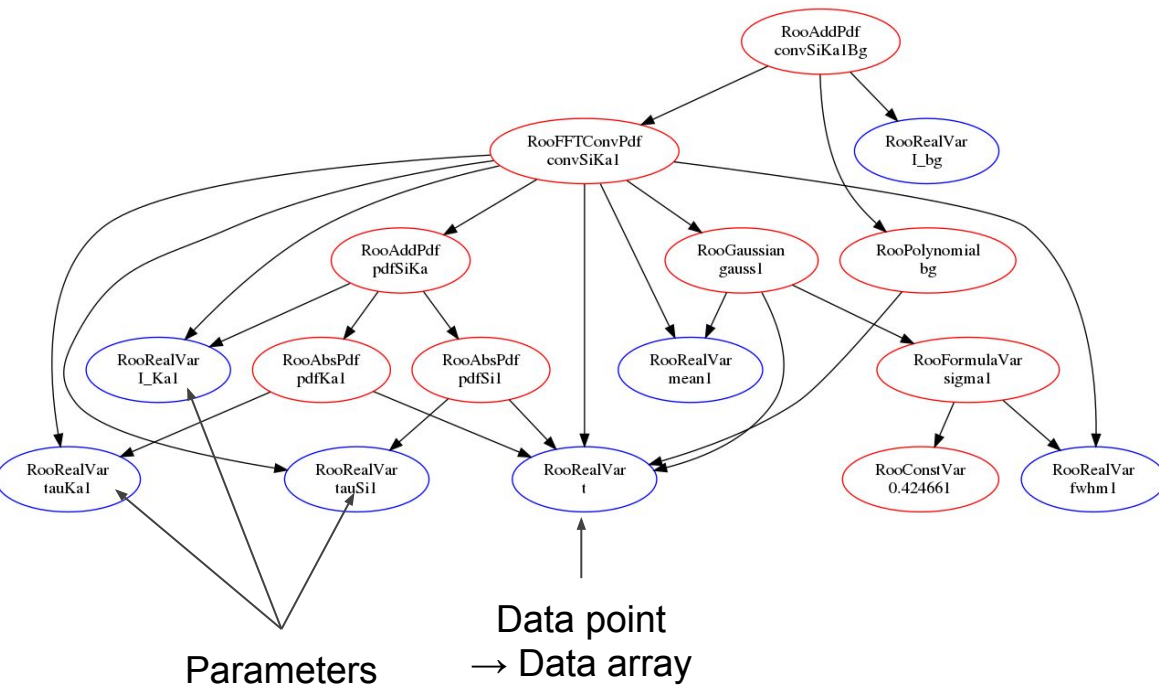 RooAddPdf
convSiKa1Bg
RooFFTConvPdf
convSiKa1
RooRealVar
I_bg
RooAddPdf
pdfSiKa
RooGaussian
gauss1
RooPolynomial
bg
RooRealVar
I_Ka1
RooAbsPdf
pdfKa1
RooAbsPdf
pdfSi1
RooRealVar
mean1
RooFormulaVar
sigma1
RooRealVar
tauKa1
RooRealVar
tauSi1
RooRealVar
t
RooConstVar
0.424661
RooRealVar
fwhm1
Parameters
Data point
→ Data array